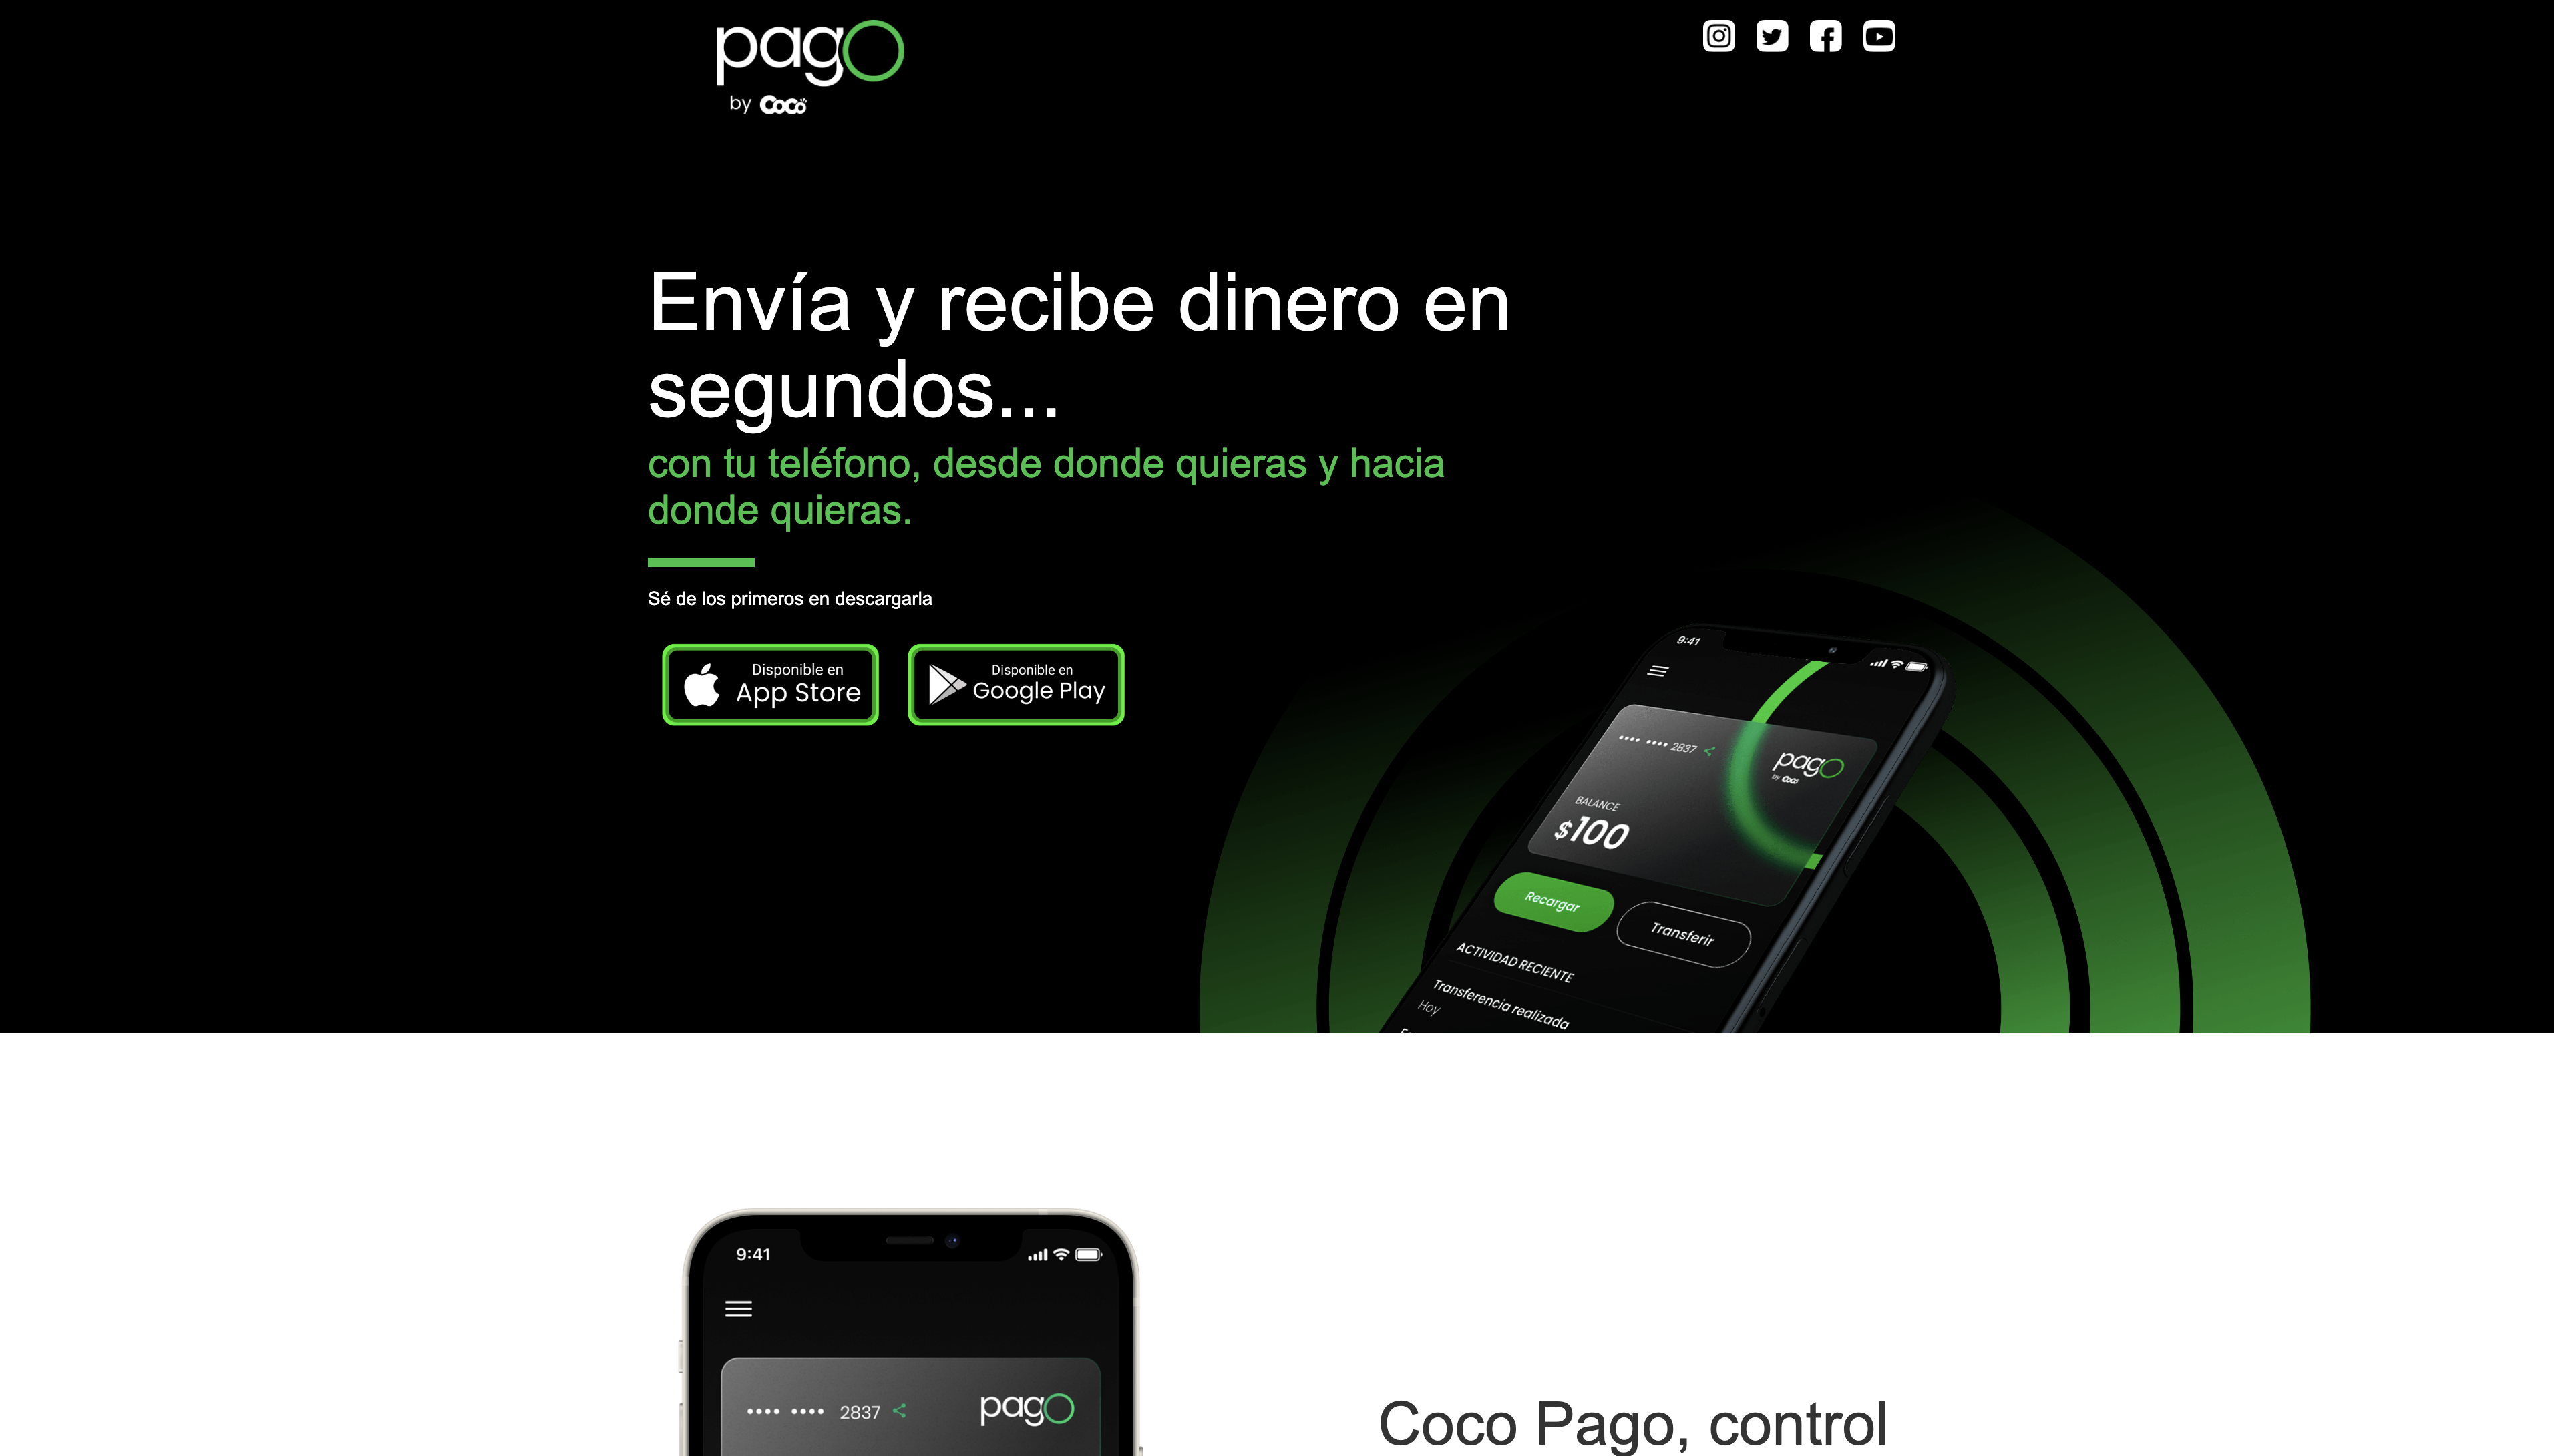 pago
by Coco
Envía y recibe dinero en
segundos...
con tu teléfono, desde donde quieras y hacia
donde quieras.
Sé de los primeros en descargarla
Disponible en
App Store
Disponible en
Google Play
9:41
•••• •••• 2837
pago
by Coco
BALANCE
$100
Recargar
Transferir
ACTIVIDAD RECIENTE
Transferencia realizada
Hoy
9:41
•••• •••• 2837
pago
Coco Pago, control